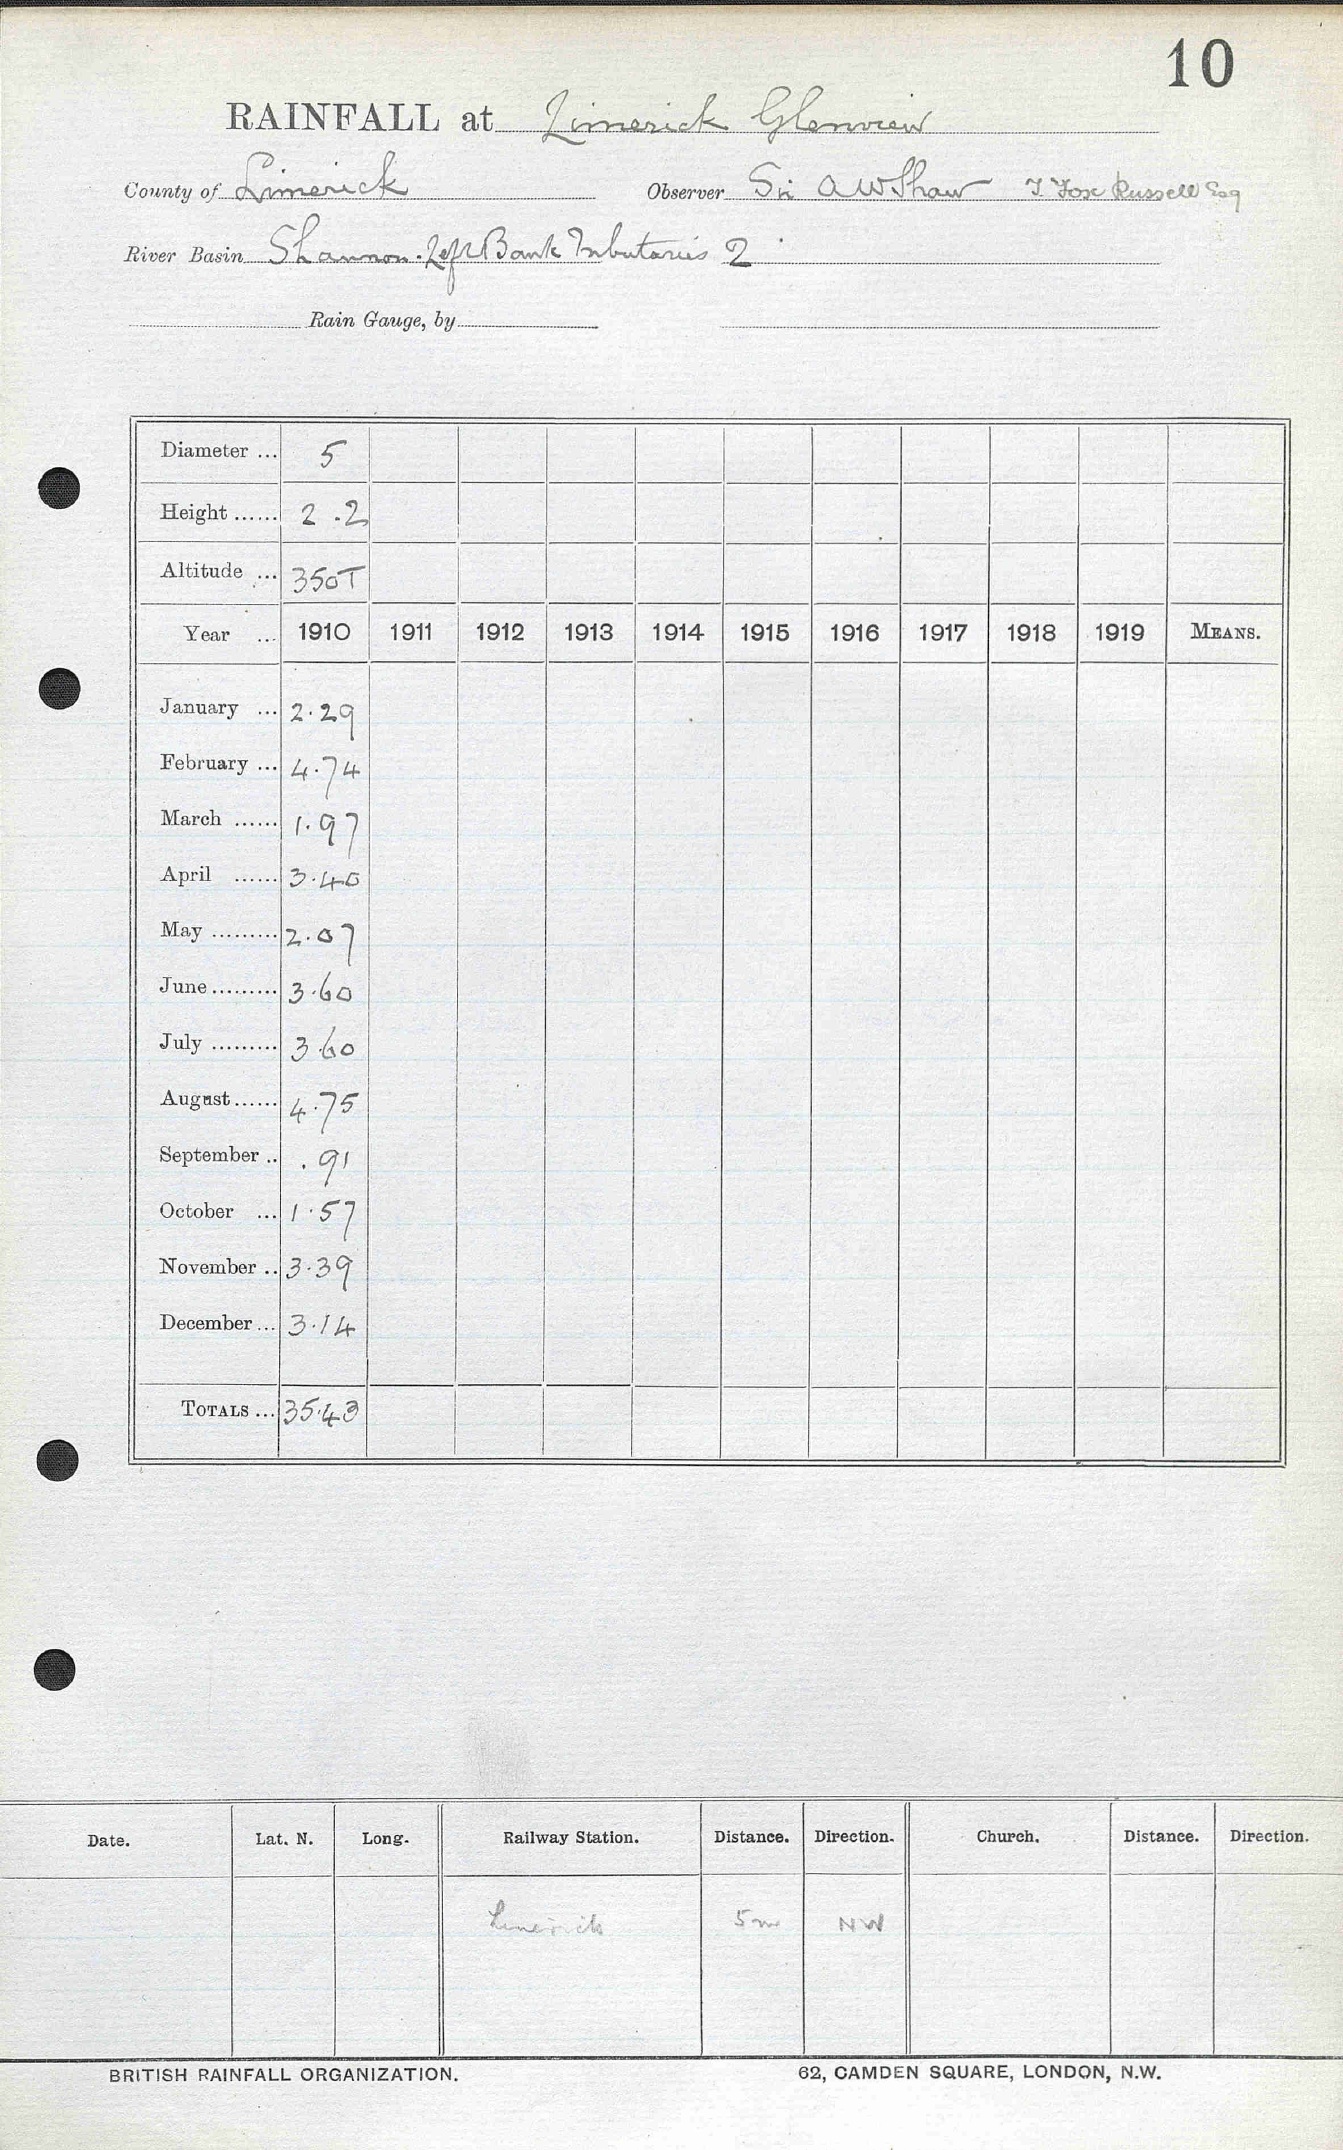 10
RAINFALL at Limerick Glenview
County of Limerick Observer Sir A W Shaw T. Fox Russell Esq
River Basin Shannon. Left Bank Tributaries 2
Rain Gauge, by
Diameter ... 5
Height ...... 2 .2
Altitude ... 350T
Year ... 1910 1911 1912 1913 1914 1915 1916 1917 1918 1919 MEANS.
January ... 2.29
February ... 4.74
March ...... 1.97
April ...... 3.40
May ......... 2.07
June ......... 3.60
July ......... 3.60
August ...... 4.75
September .. .91
October ... 1.57
November .. 3.39
December ... 3.14
TOTALS ... 35.43
Date. Lat. N. Long. Railway Station. Distance. Direction. Church. Distance. Direction.
Limerick 5m NW
BRITISH RAINFALL ORGANIZATION. 62, CAMDEN SQUARE, LONDON, N.W.